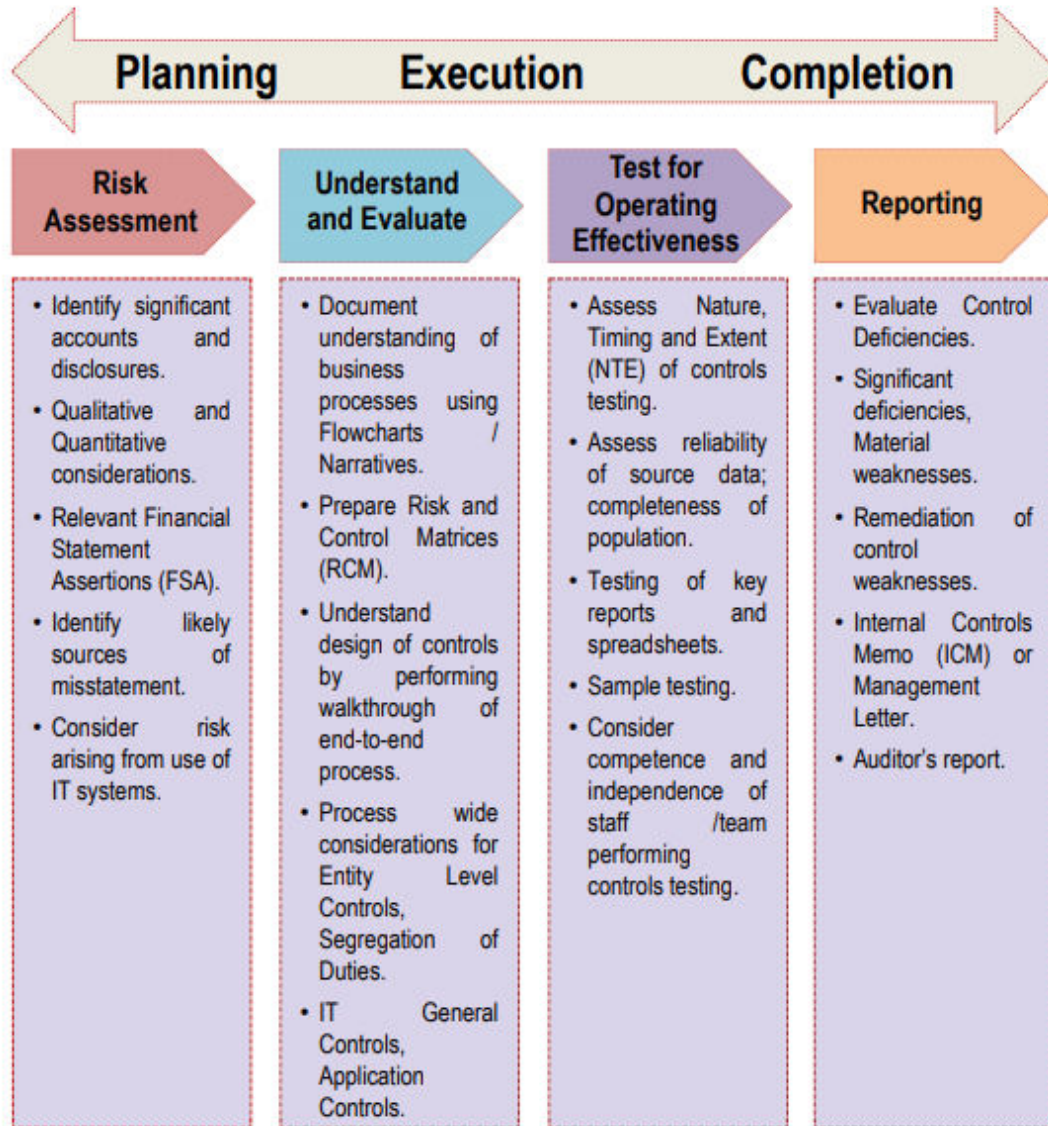 Planning Execution Completion
Risk
Assessment
Understand
and Evaluate
Test for
Operating
Effectiveness
Reporting
• Identify significant
accounts and
disclosures.
• Qualitative and
Quantitative
considerations.
• Relevant Financial
Statement
Assertions (FSA).
• Identify likely
sources of
misstatement.
• Consider risk
arising from use of
IT systems.
• Document
understanding of
business
processes using
Flowcharts /
Narratives.
• Prepare Risk and
Control Matrices
(RCM).
• Understand
design of controls
by performing
walkthrough of
end-to-end
process.
• Process wide
considerations for
Entity Level
Controls,
Segregation of
Duties.
• IT General
Controls,
Application
Controls.
• Assess Nature,
Timing and Extent
(NTE) of controls
testing.
• Assess reliability
of source data;
completeness of
population.
• Testing of key
reports and
spreadsheets.
• Sample testing.
• Consider
competence and
independence of
staff /team
performing
controls testing.
• Evaluate Control
Deficiencies.
• Significant
deficiencies,
Material
weaknesses.
• Remediation of
control
weaknesses.
• Internal Controls
Memo (ICM) or
Management
Letter.
• Auditor's report.